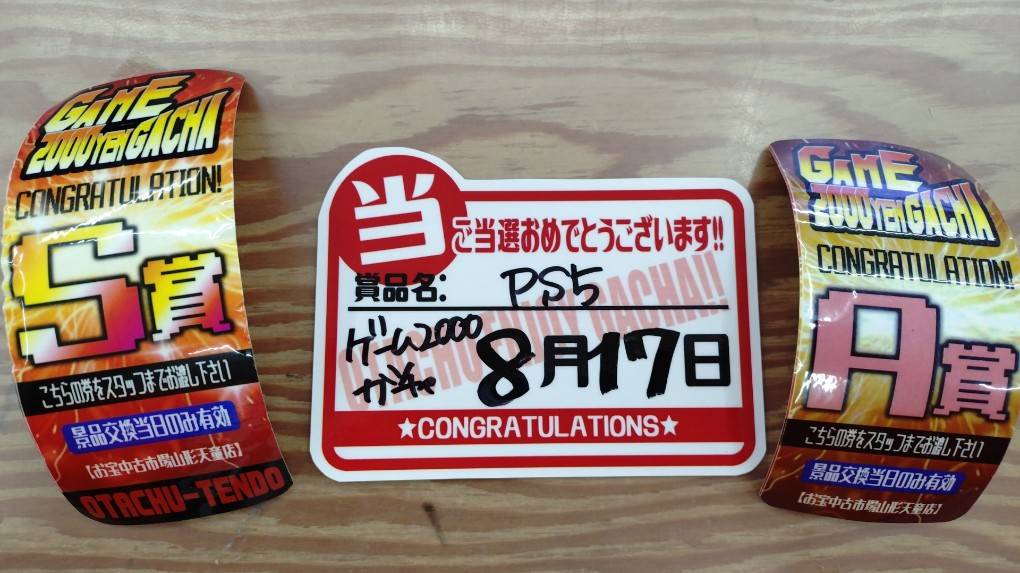 GAME
2000YEN GACHA
CONGRATULATION!
S賞
こちらの券をスタッフまでお渡し下さい
景品交換当日のみ有効
【お宝中古市場山形天童店】
OTACHU-TENDO
当
ご当選おめでとうございます!!
賞品名: PS5
ゲーム2000
ガチャ
8月17日
★CONGRATULATIONS★
GAME
2000YEN GACHA
CONGRATULATION!
A賞
こちらの券をスタッフまでお渡し下さい
景品交換当日のみ有効
【お宝中古市場山形天童店】